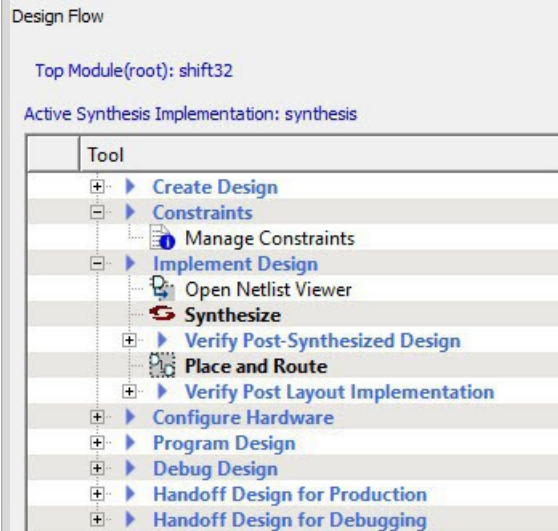 Design Flow
Top Module(root): shift32
Active Synthesis Implementation: synthesis
Tool
Create Design
Constraints
Manage Constraints
Implement Design
Open Netlist Viewer
Synthesize
Verify Post-Synthesized Design
Place and Route
Verify Post Layout Implementation
Configure Hardware
Program Design
Debug Design
Handoff Design for Production
Handoff Design for Debugging